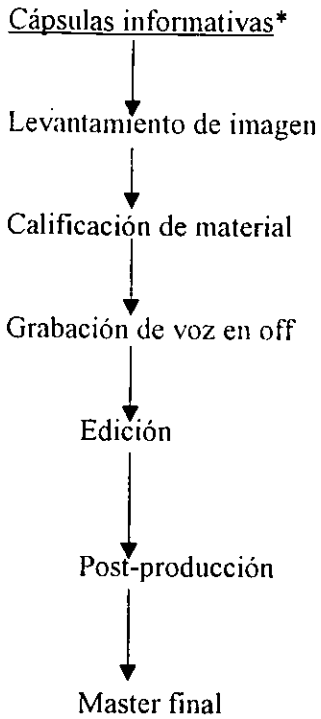 Cápsulas informativas*
Levantamiento de imagen
Calificación de material
Grabación de voz en off
Edición
Post-producción
Master final